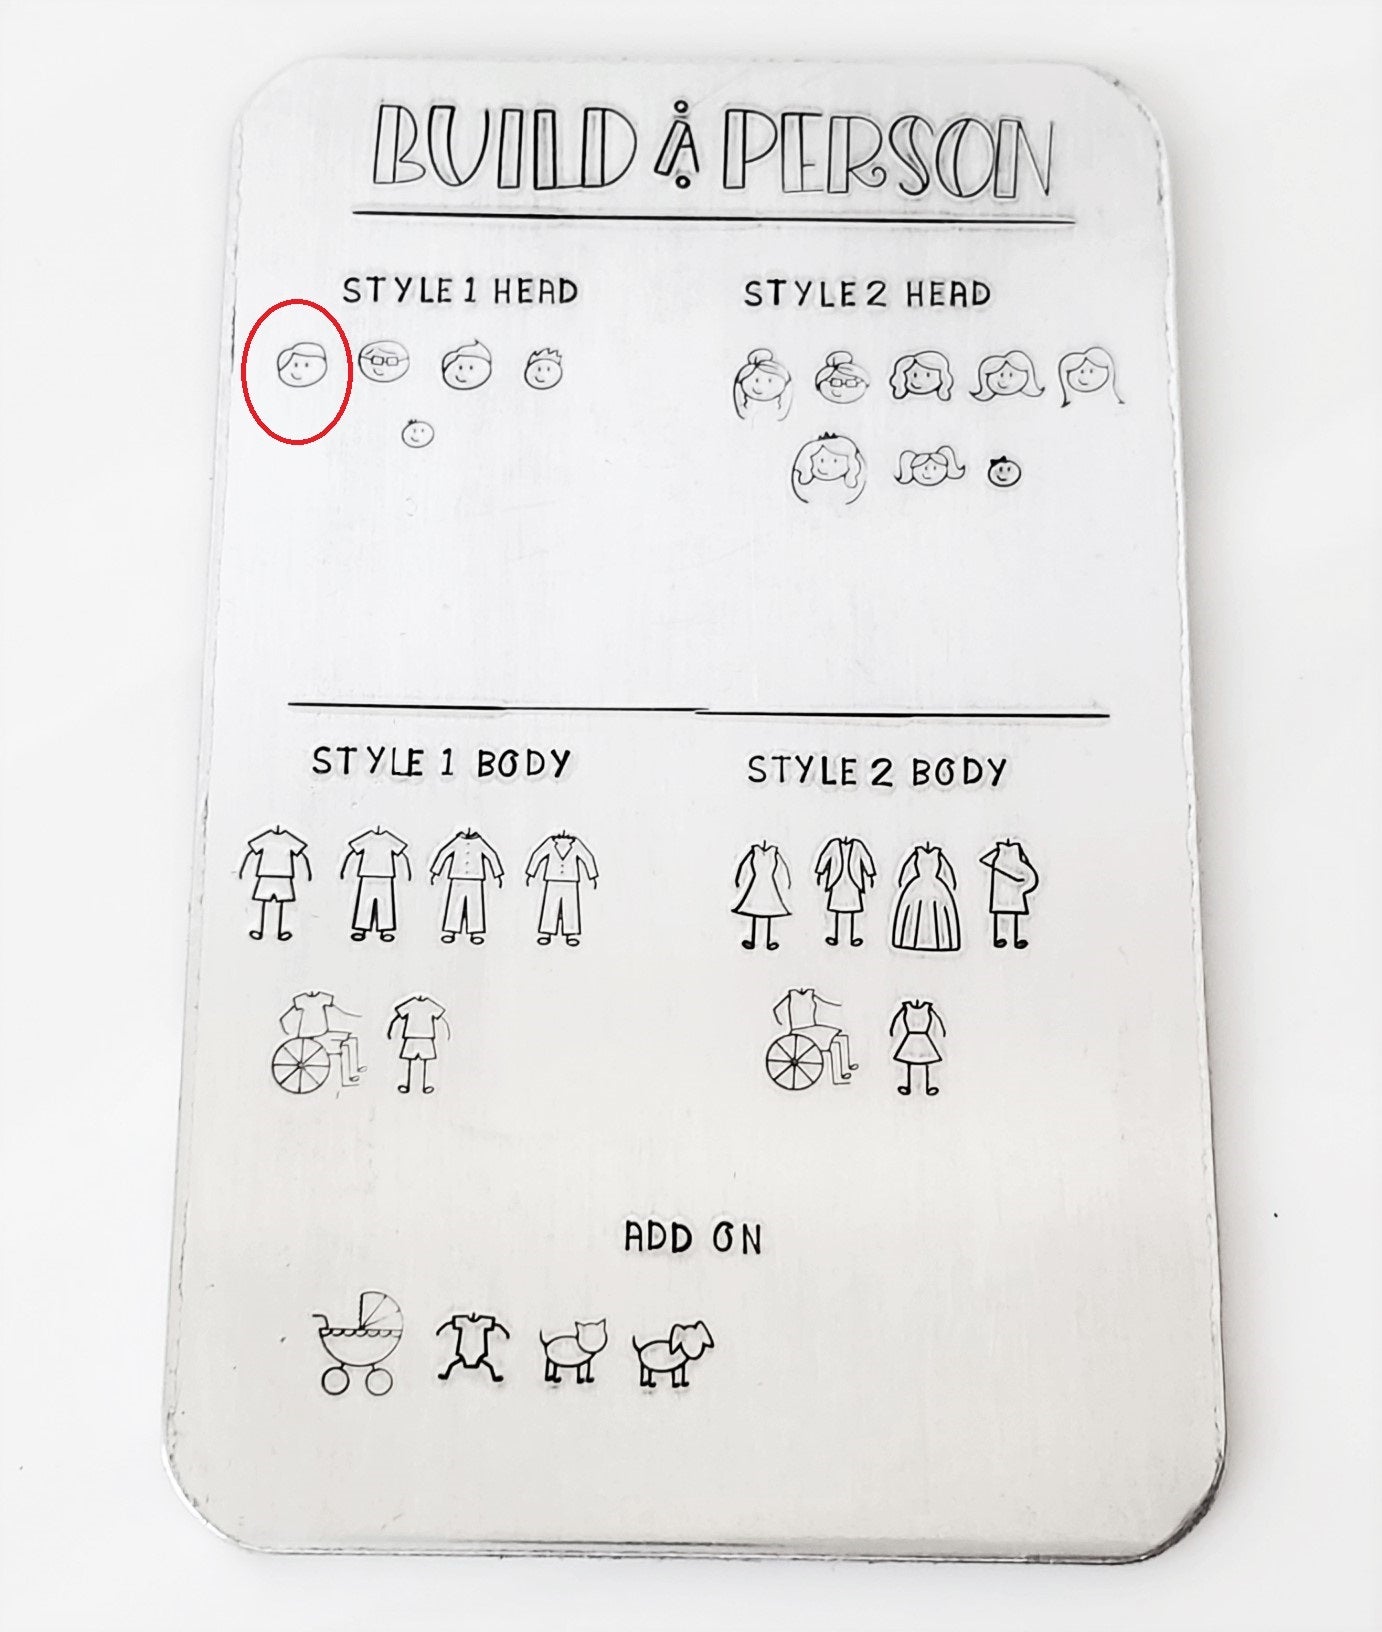 BUILD A PERSON
STYLE 1 HEAD
STYLE 2 HEAD
STYLE 1 BODY
STYLE 2 BODY
ADD ON